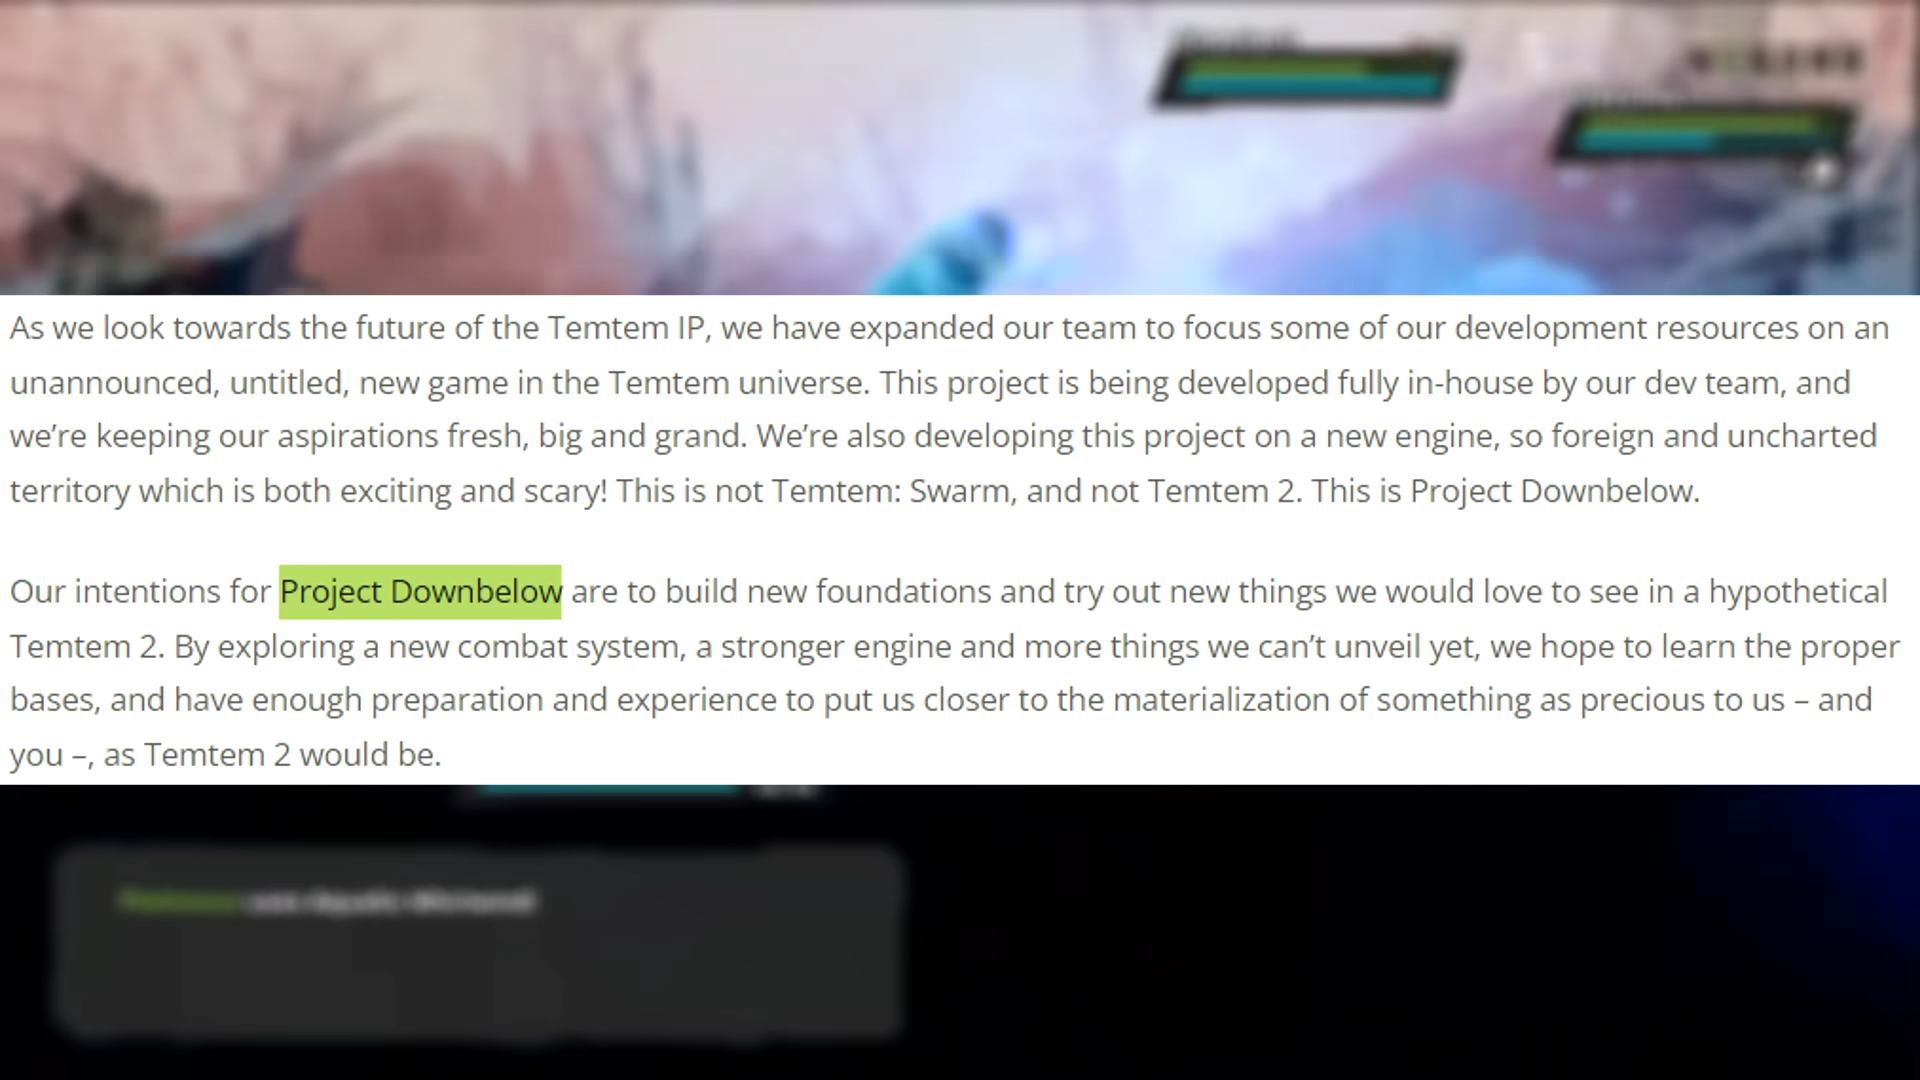 As we look towards the future of the Temtem IP, we have expanded our team to focus some of our development resources on an
unannounced, untitled, new game in the Temtem universe. This project is being developed fully in-house by our dev team, and
we’re keeping our aspirations fresh, big and grand. We’re also developing this project on a new engine, so foreign and uncharted
territory which is both exciting and scary! This is not Temtem: Swarm, and not Temtem 2. This is Project Downbelow.
Our intentions for Project Downbelow are to build new foundations and try out new things we would love to see in a hypothetical
Temtem 2. By exploring a new combat system, a stronger engine and more things we can’t unveil yet, we hope to learn the proper
bases, and have enough preparation and experience to put us closer to the materialization of something as precious to us – and
you –, as Temtem 2 would be.